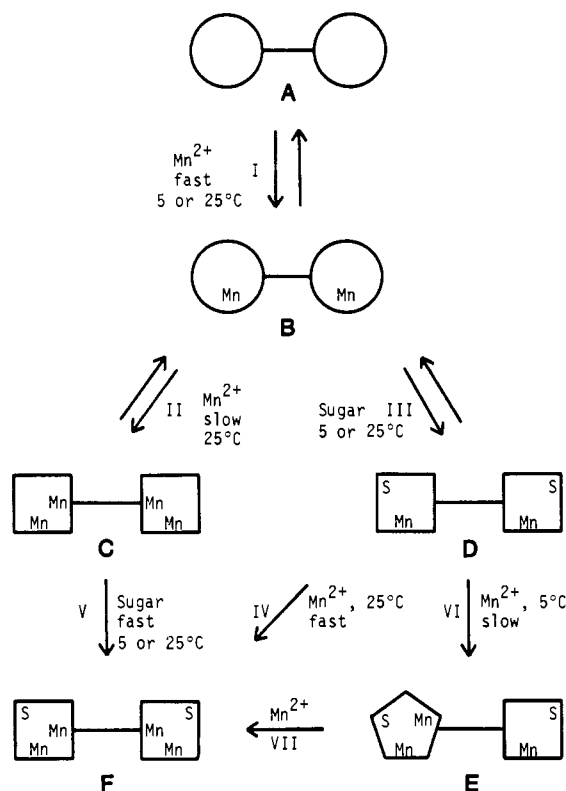 A
Mn2+
fast
5 or 25°C
I
Mn
Mn
B
II
Mn2+
slow
25°C
Sugar III
5 or 25°C
Mn
Mn
Mn
Mn
C
S
Mn
S
Mn
D
V
Sugar
fast
5 or 25°C
IV
Mn2+, 25°C
fast
VI
Mn2+, 5°C
slow
S
Mn
Mn
S
Mn
Mn
F
Mn2+
VII
S
Mn
Mn
S
Mn
E